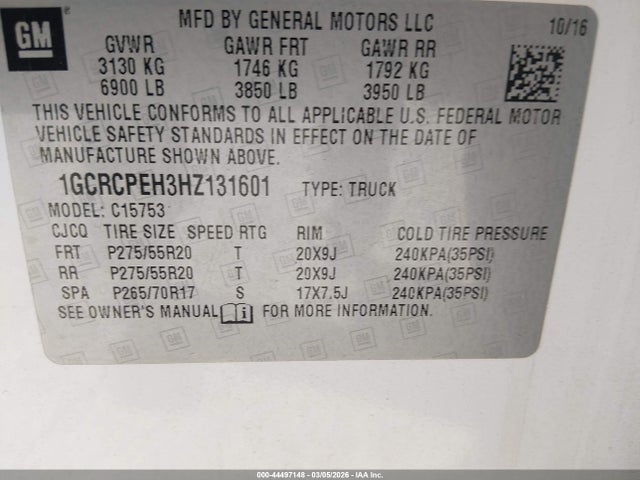 GM
MFD BY GENERAL MOTORS LLC 10/16
GVWR GAWR FRT GAWR RR
3130 KG 1746 KG 1792 KG
6900 LB 3850 LB 3950 LB
THIS VEHICLE CONFORMS TO ALL APPLICABLE U.S. FEDERAL MOTOR
VEHICLE SAFETY STANDARDS IN EFFECT ON THE DATE OF
MANUFACTURE SHOWN ABOVE.
1GCRCPEH3HZ131601 TYPE: TRUCK
MODEL: C15753
CJCQ TIRE SIZE SPEED RTG RIM COLD TIRE PRESSURE
FRT P275/55R20 T 20X9J 240KPA(35PSI)
RR P275/55R20 T 20X9J 240KPA(35PSI)
SPA P265/70R17 S 17X7.5J 240KPA(35PSI)
SEE OWNER'S MANUAL i FOR MORE INFORMATION.
000-44497148 - 03/05/2026 - IAA Inc.